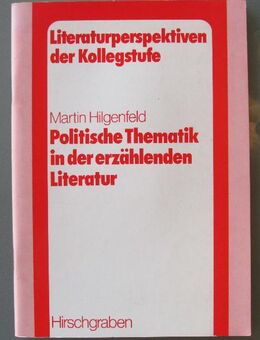 Literaturperspektiven
der Kollegstufe
Martin Hilgenfeld
Politische Thematik
in der erzählenden
Literatur
Hirschgraben